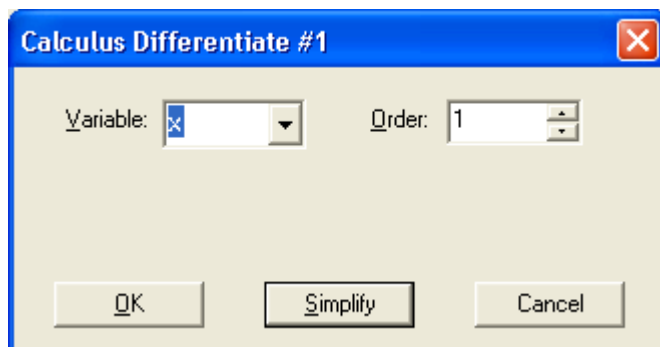 Calculus Differentiate #1
Variable: x Order: 1
OK Simplify Cancel